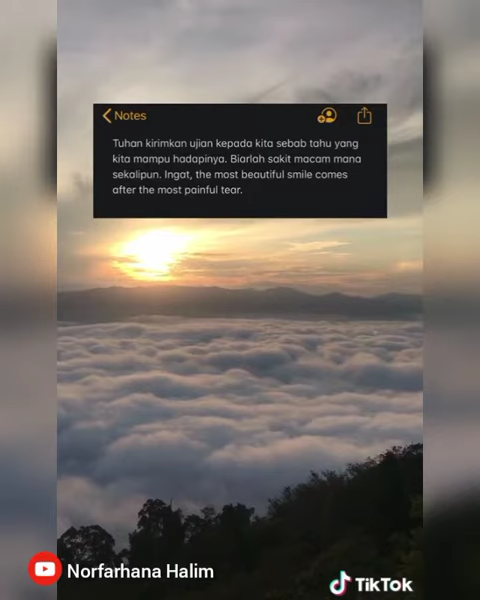 Notes
Tuhan kirimkan ujian kepada kita sebab tahu yang
kita mampu hadapinya. Biarlah sakit macam mana
sekalipun. Ingat, the most beautiful smile comes
after the most painful tear.
Norfarhana Halim
TikTok